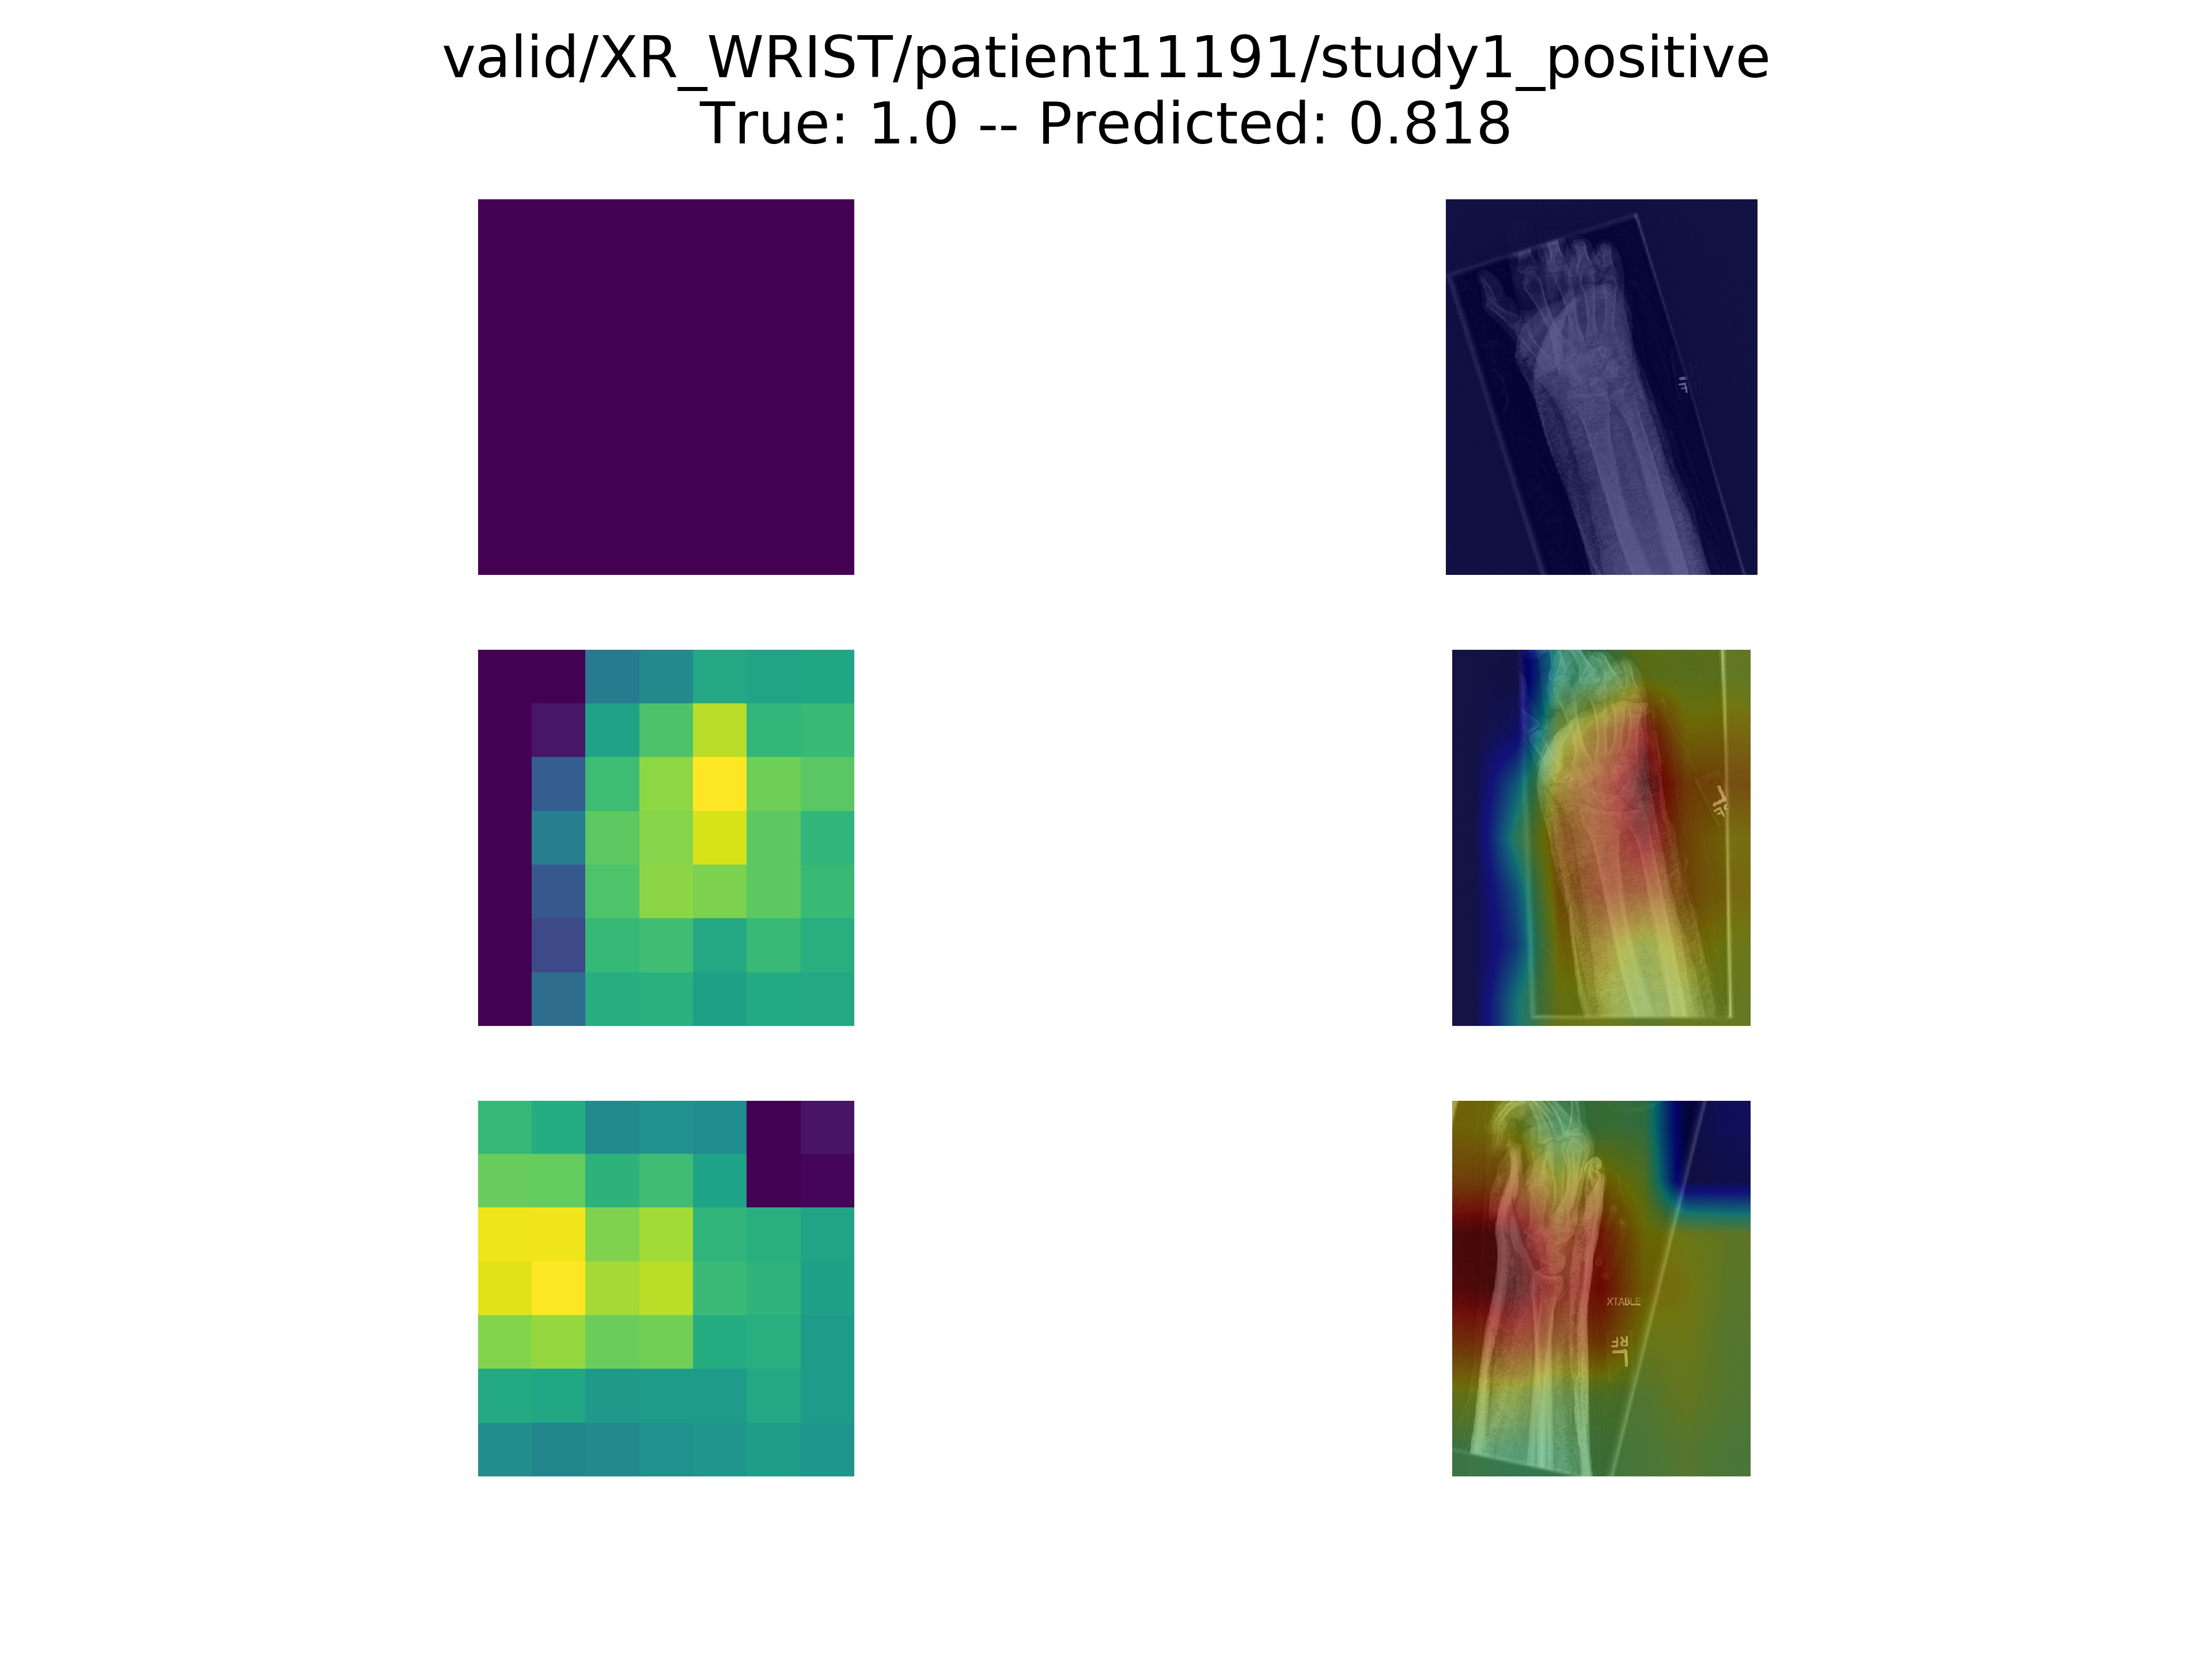 valid/XR_WRIST/patient11191/study1_positive
True: 1.0 -- Predicted: 0.818
XTABLE